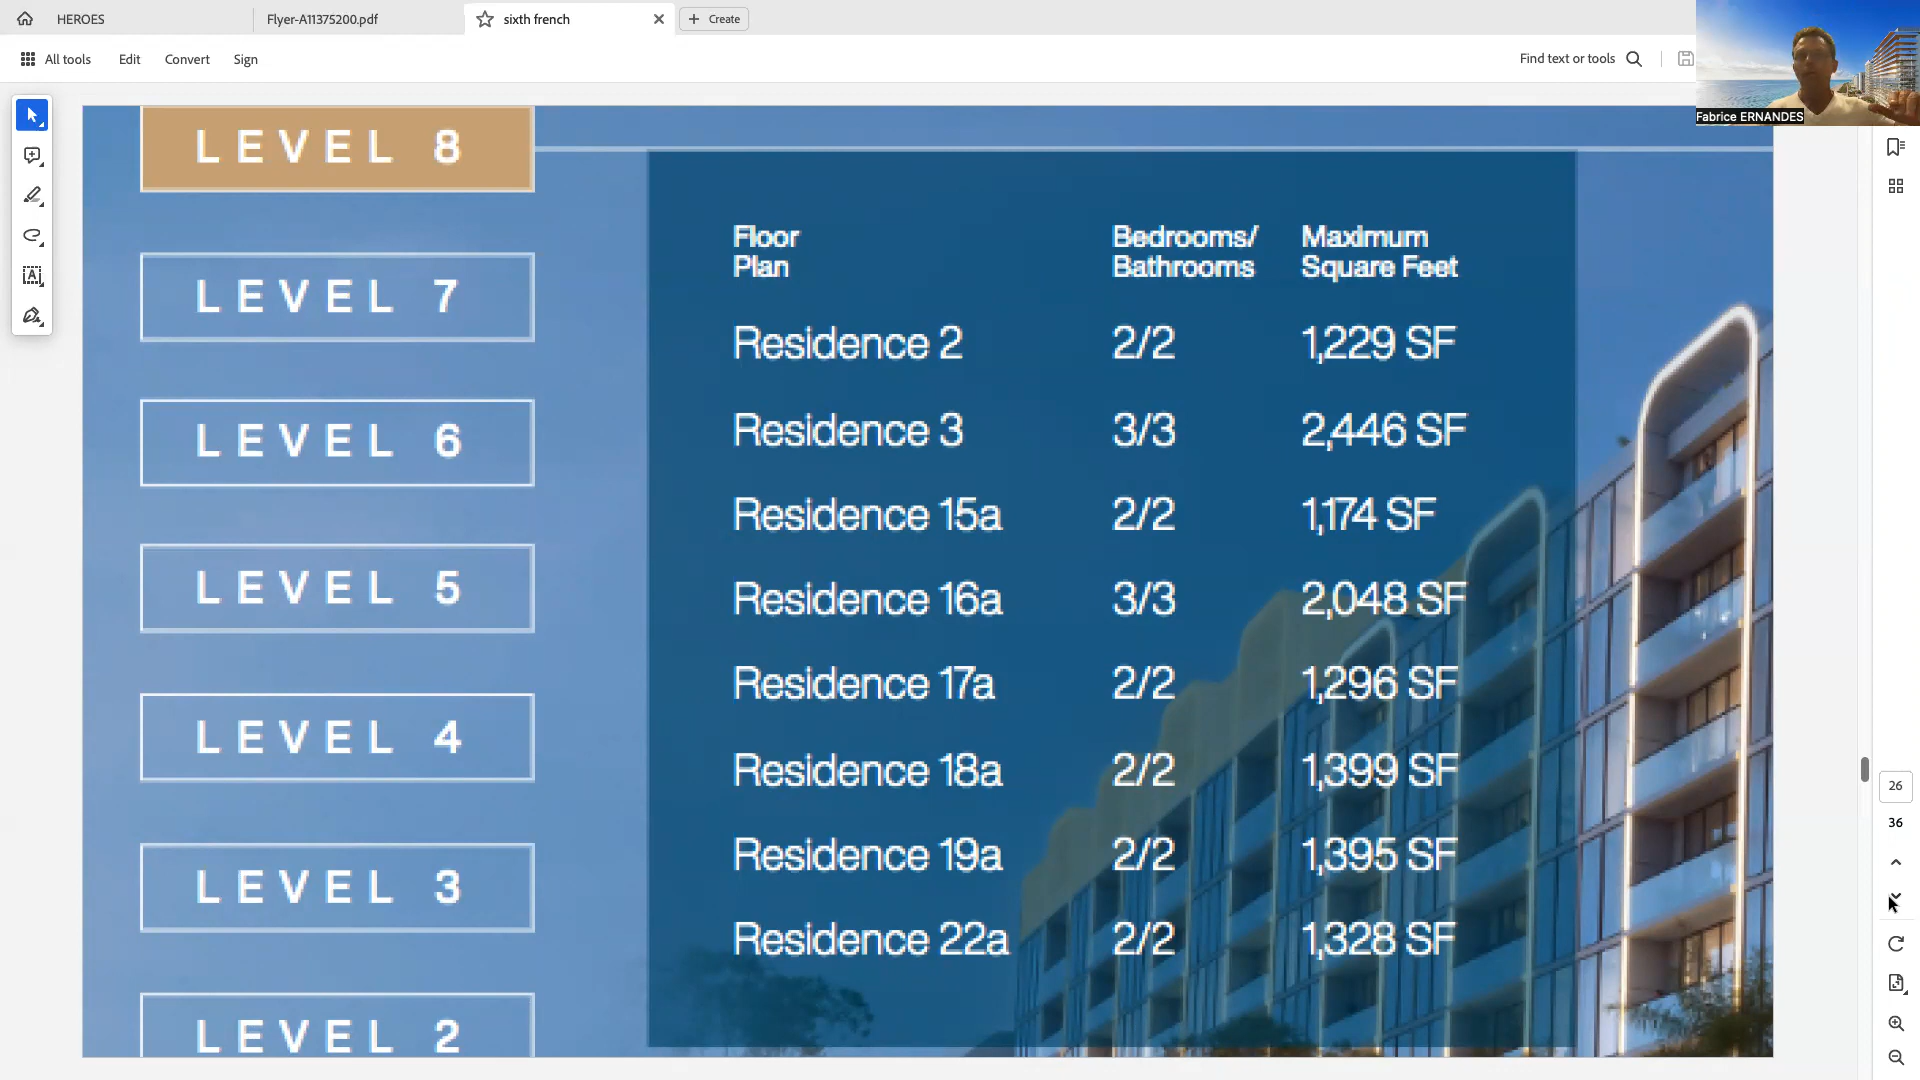 HEROES
Flyer-A11375200.pdf
sixth french
Create
All tools
Edit
Convert
Sign
Find text or tools
Fabrice ERNANDES
LEVEL 8
LEVEL 7
LEVEL 6
LEVEL 5
LEVEL 4
LEVEL 3
LEVEL 2
Floor Plan
Bedrooms/ Bathrooms
Maximum Square Feet
Residence 2 2/2 1,229 SF
Residence 3 3/3 2,446 SF
Residence 15a 2/2 1,174 SF
Residence 16a 3/3 2,048 SF
Residence 17a 2/2 1,296 SF
Residence 18a 2/2 1,399 SF
Residence 19a 2/2 1,395 SF
Residence 22a 2/2 1,328 SF
26
36